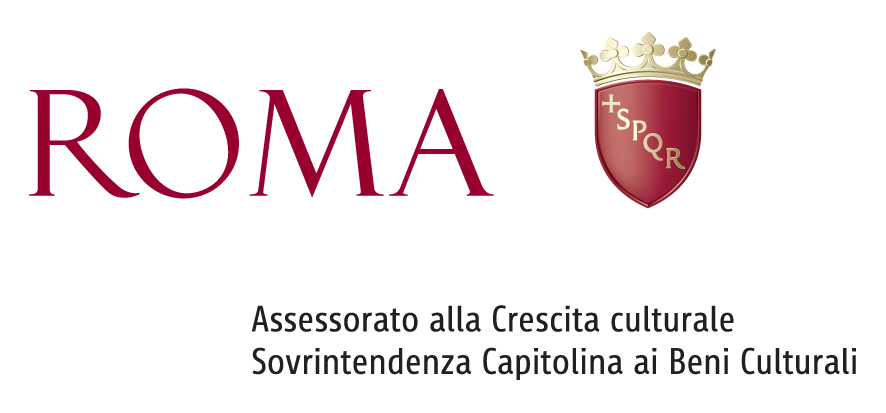 ROMA
+SPQR
Assessorato alla Crescita culturale
Sovrintendenza Capitolina ai Beni Culturali